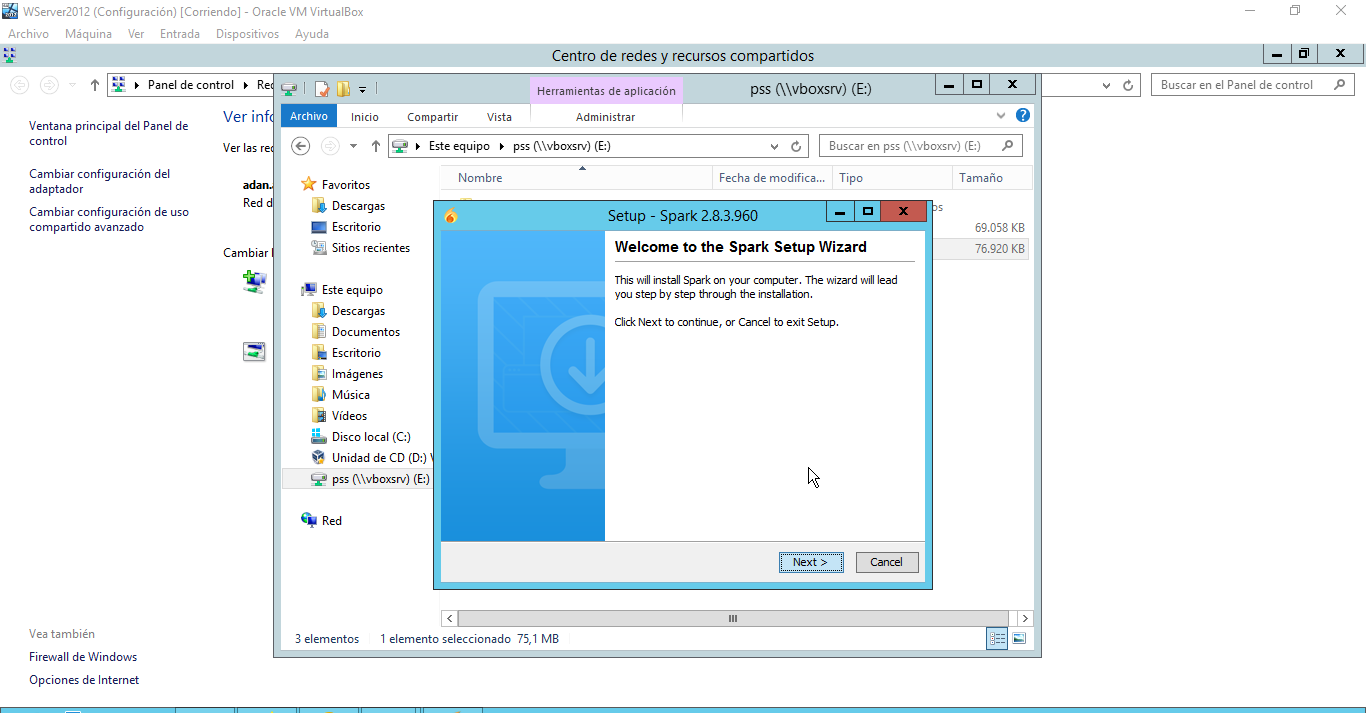 WServer2012 (Configuración) [Corriendo] - Oracle VM VirtualBox
Archivo Máquina Ver Entrada Dispositivos Ayuda
Centro de redes y recursos compartidos
Panel de control
Buscar en el Panel de control
Ventana principal del Panel de
control
Cambiar configuración del
adaptador
Cambiar configuración de uso
compartido avanzado
Ver info
Ver las rec
adan.
Red d
Cambiar
Vea también
Firewall de Windows
Opciones de Internet
Herramientas de aplicación
pss (\\vboxsrv) (E:)
Archivo Inicio Compartir Vista Administrar
Este equipo pss (\\vboxsrv) (E:)
Buscar en pss (\\vboxsrv) (E:)
Nombre Fecha de modifica... Tipo Tamaño
69.058 KB
76.920 KB
Favoritos
Descargas
Escritorio
Sitios recientes
Este equipo
Descargas
Documentos
Escritorio
Imágenes
Música
Vídeos
Disco local (C:)
Unidad de CD (D:) V
pss (\\vboxsrv) (E:)
Red
3 elementos 1 elemento seleccionado 75,1 MB
Setup - Spark 2.8.3.960
Welcome to the Spark Setup Wizard
This will install Spark on your computer. The wizard will lead
you step by step through the installation.
Click Next to continue, or Cancel to exit Setup.
Next >
Cancel